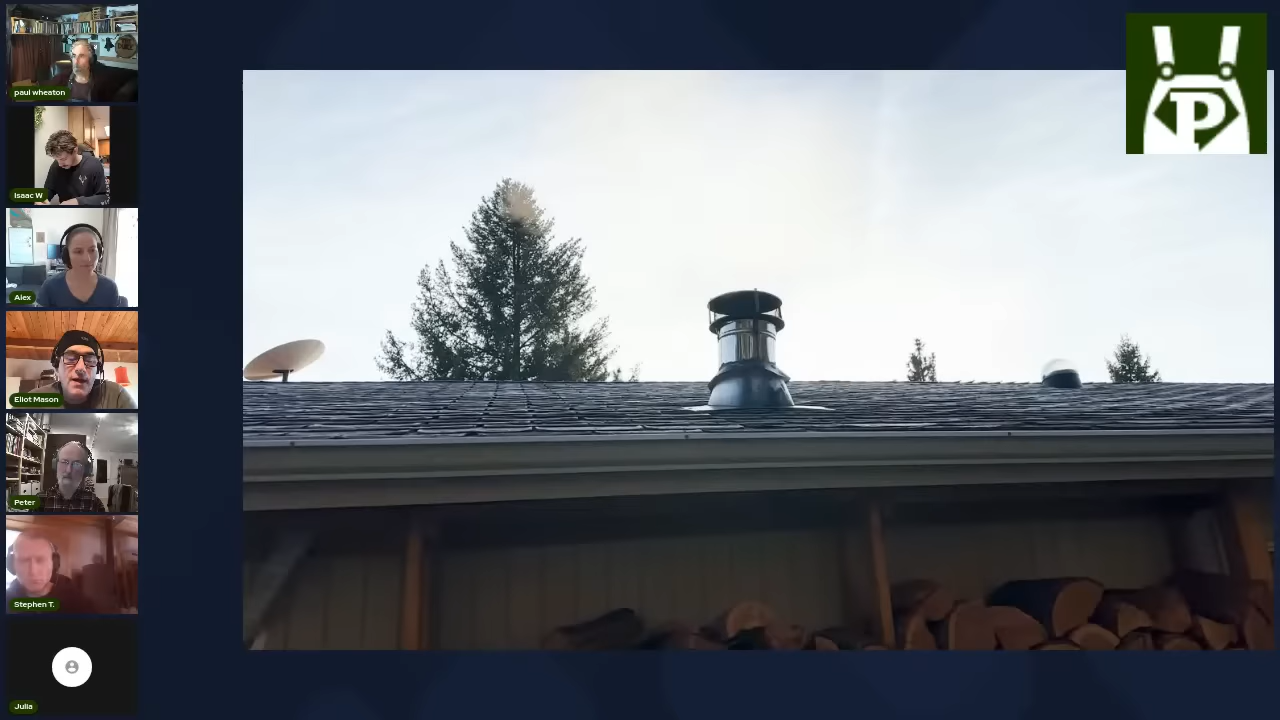 paul wheaton
Isaac W
Alex
Eliot Mason
Peter
Stephen T.
Julia
P